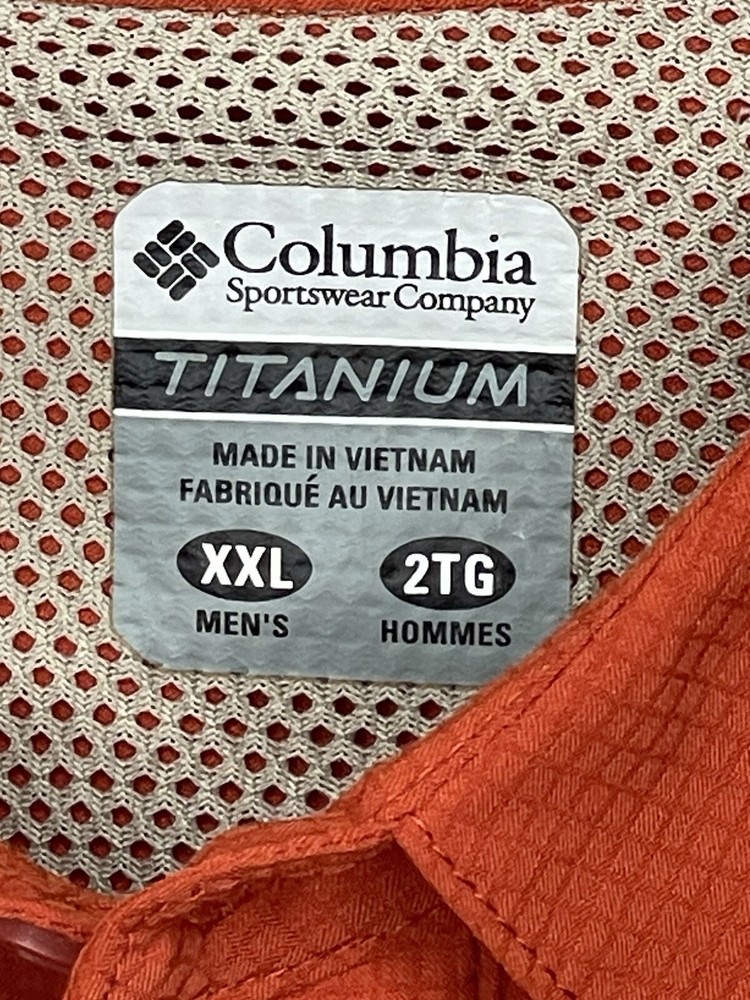 Columbia
Sportswear Company
TITANIUM
MADE IN VIETNAM
FABRIQUÉ AU VIETNAM
XXL 2TG
MEN'S HOMMES